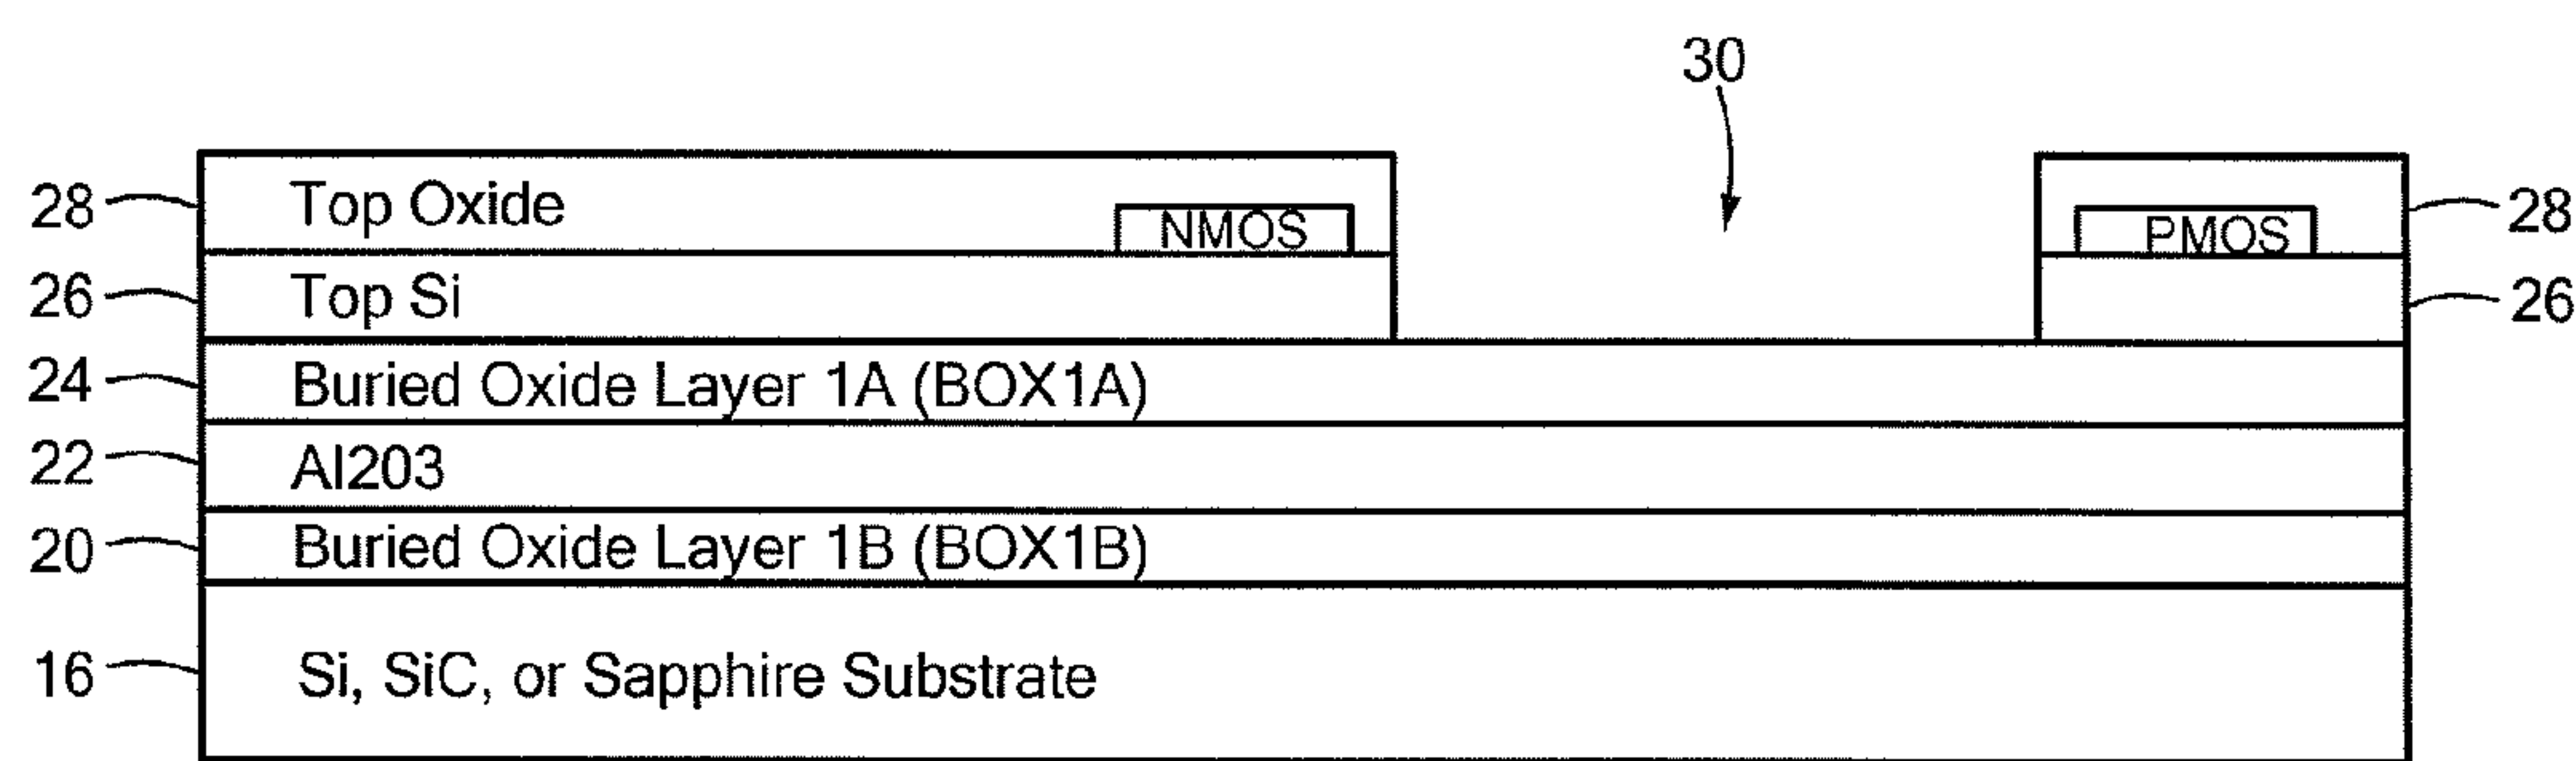 30
28 Top Oxide NMOS PMOS 28
26 Top Si 26
24 Buried Oxide Layer 1A (BOX1A)
22 Al203
20 Buried Oxide Layer 1B (BOX1B)
16 Si, SiC, or Sapphire Substrate